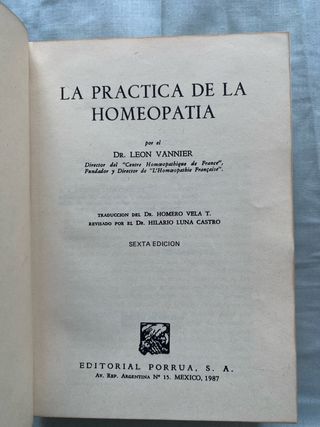 LA PRACTICA DE LA
HOMEOPATIA
por el
DR. LEON VANNIER
Director del "Centre Homœopathique de France",
Fundador y Director de "L'Homœopathie Française".
TRADUCCION DEL DR. HOMERO VELA T.
REVISADO POR EL DR. HILARIO LUNA CASTRO
SEXTA EDICION
EDITORIAL PORRUA, S. A.
AV. REP. ARGENTINA Nº 15. MEXICO, 1987